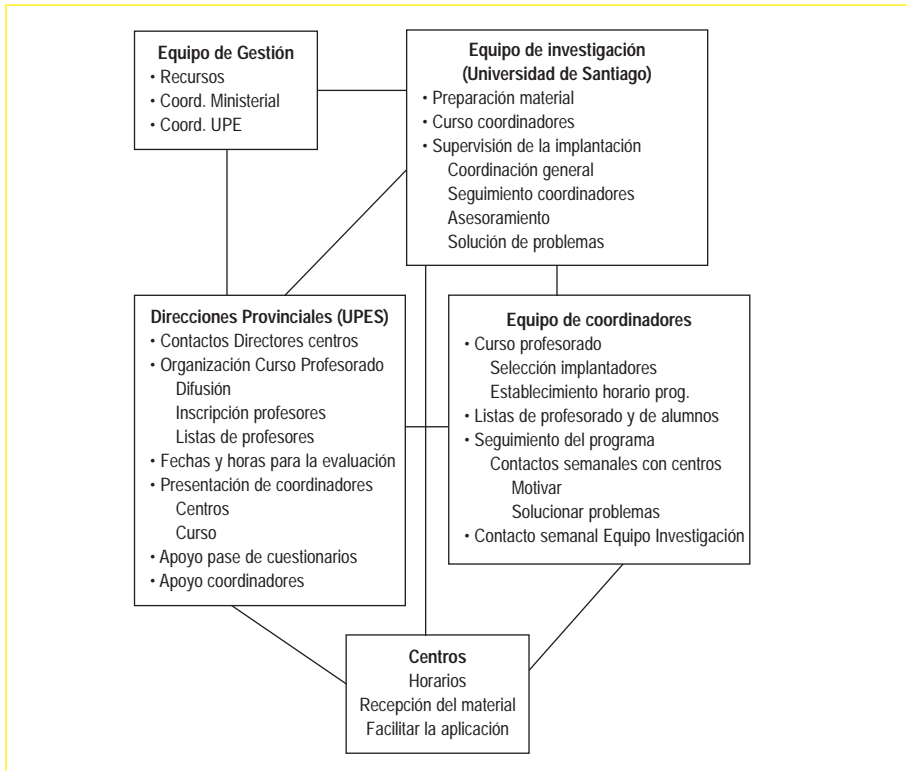 Equipo de Gestión
• Recursos
• Coord. Ministerial
• Coord. UPE
Equipo de investigación
(Universidad de Santiago)
• Preparación material
• Curso coordinadores
• Supervisión de la implantación
Coordinación general
Seguimiento coordinadores
Asesoramiento
Solución de problemas
Direcciones Provinciales (UPES)
• Contactos Directores centros
• Organización Curso Profesorado
Difusión
Inscripción profesores
Listas de profesores
• Fechas y horas para la evaluación
• Presentación de coordinadores
Centros
Curso
• Apoyo pase de cuestionarios
• Apoyo coordinadores
Equipo de coordinadores
• Curso profesorado
Selección implantadores
Establecimiento horario prog.
• Listas de profesorado y de alumnos
• Seguimiento del programa
Contactos semanales con centros
Motivar
Solucionar problemas
• Contacto semanal Equipo Investigación
Centros
Horarios
Recepción del material
Facilitar la aplicación